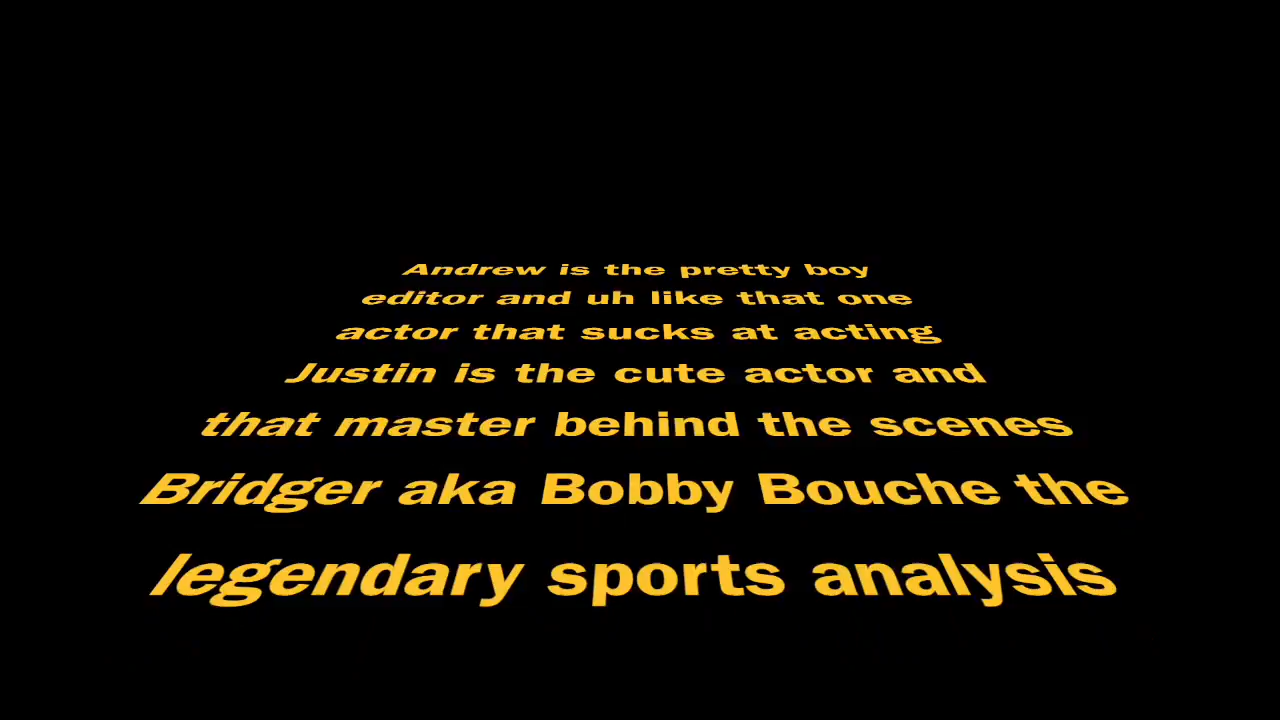 Andrew is the pretty boy
editor and uh like that one
actor that sucks at acting
Justin is the cute actor and
that master behind the scenes
Bridger aka Bobby Bouche the
legendary sports analysis